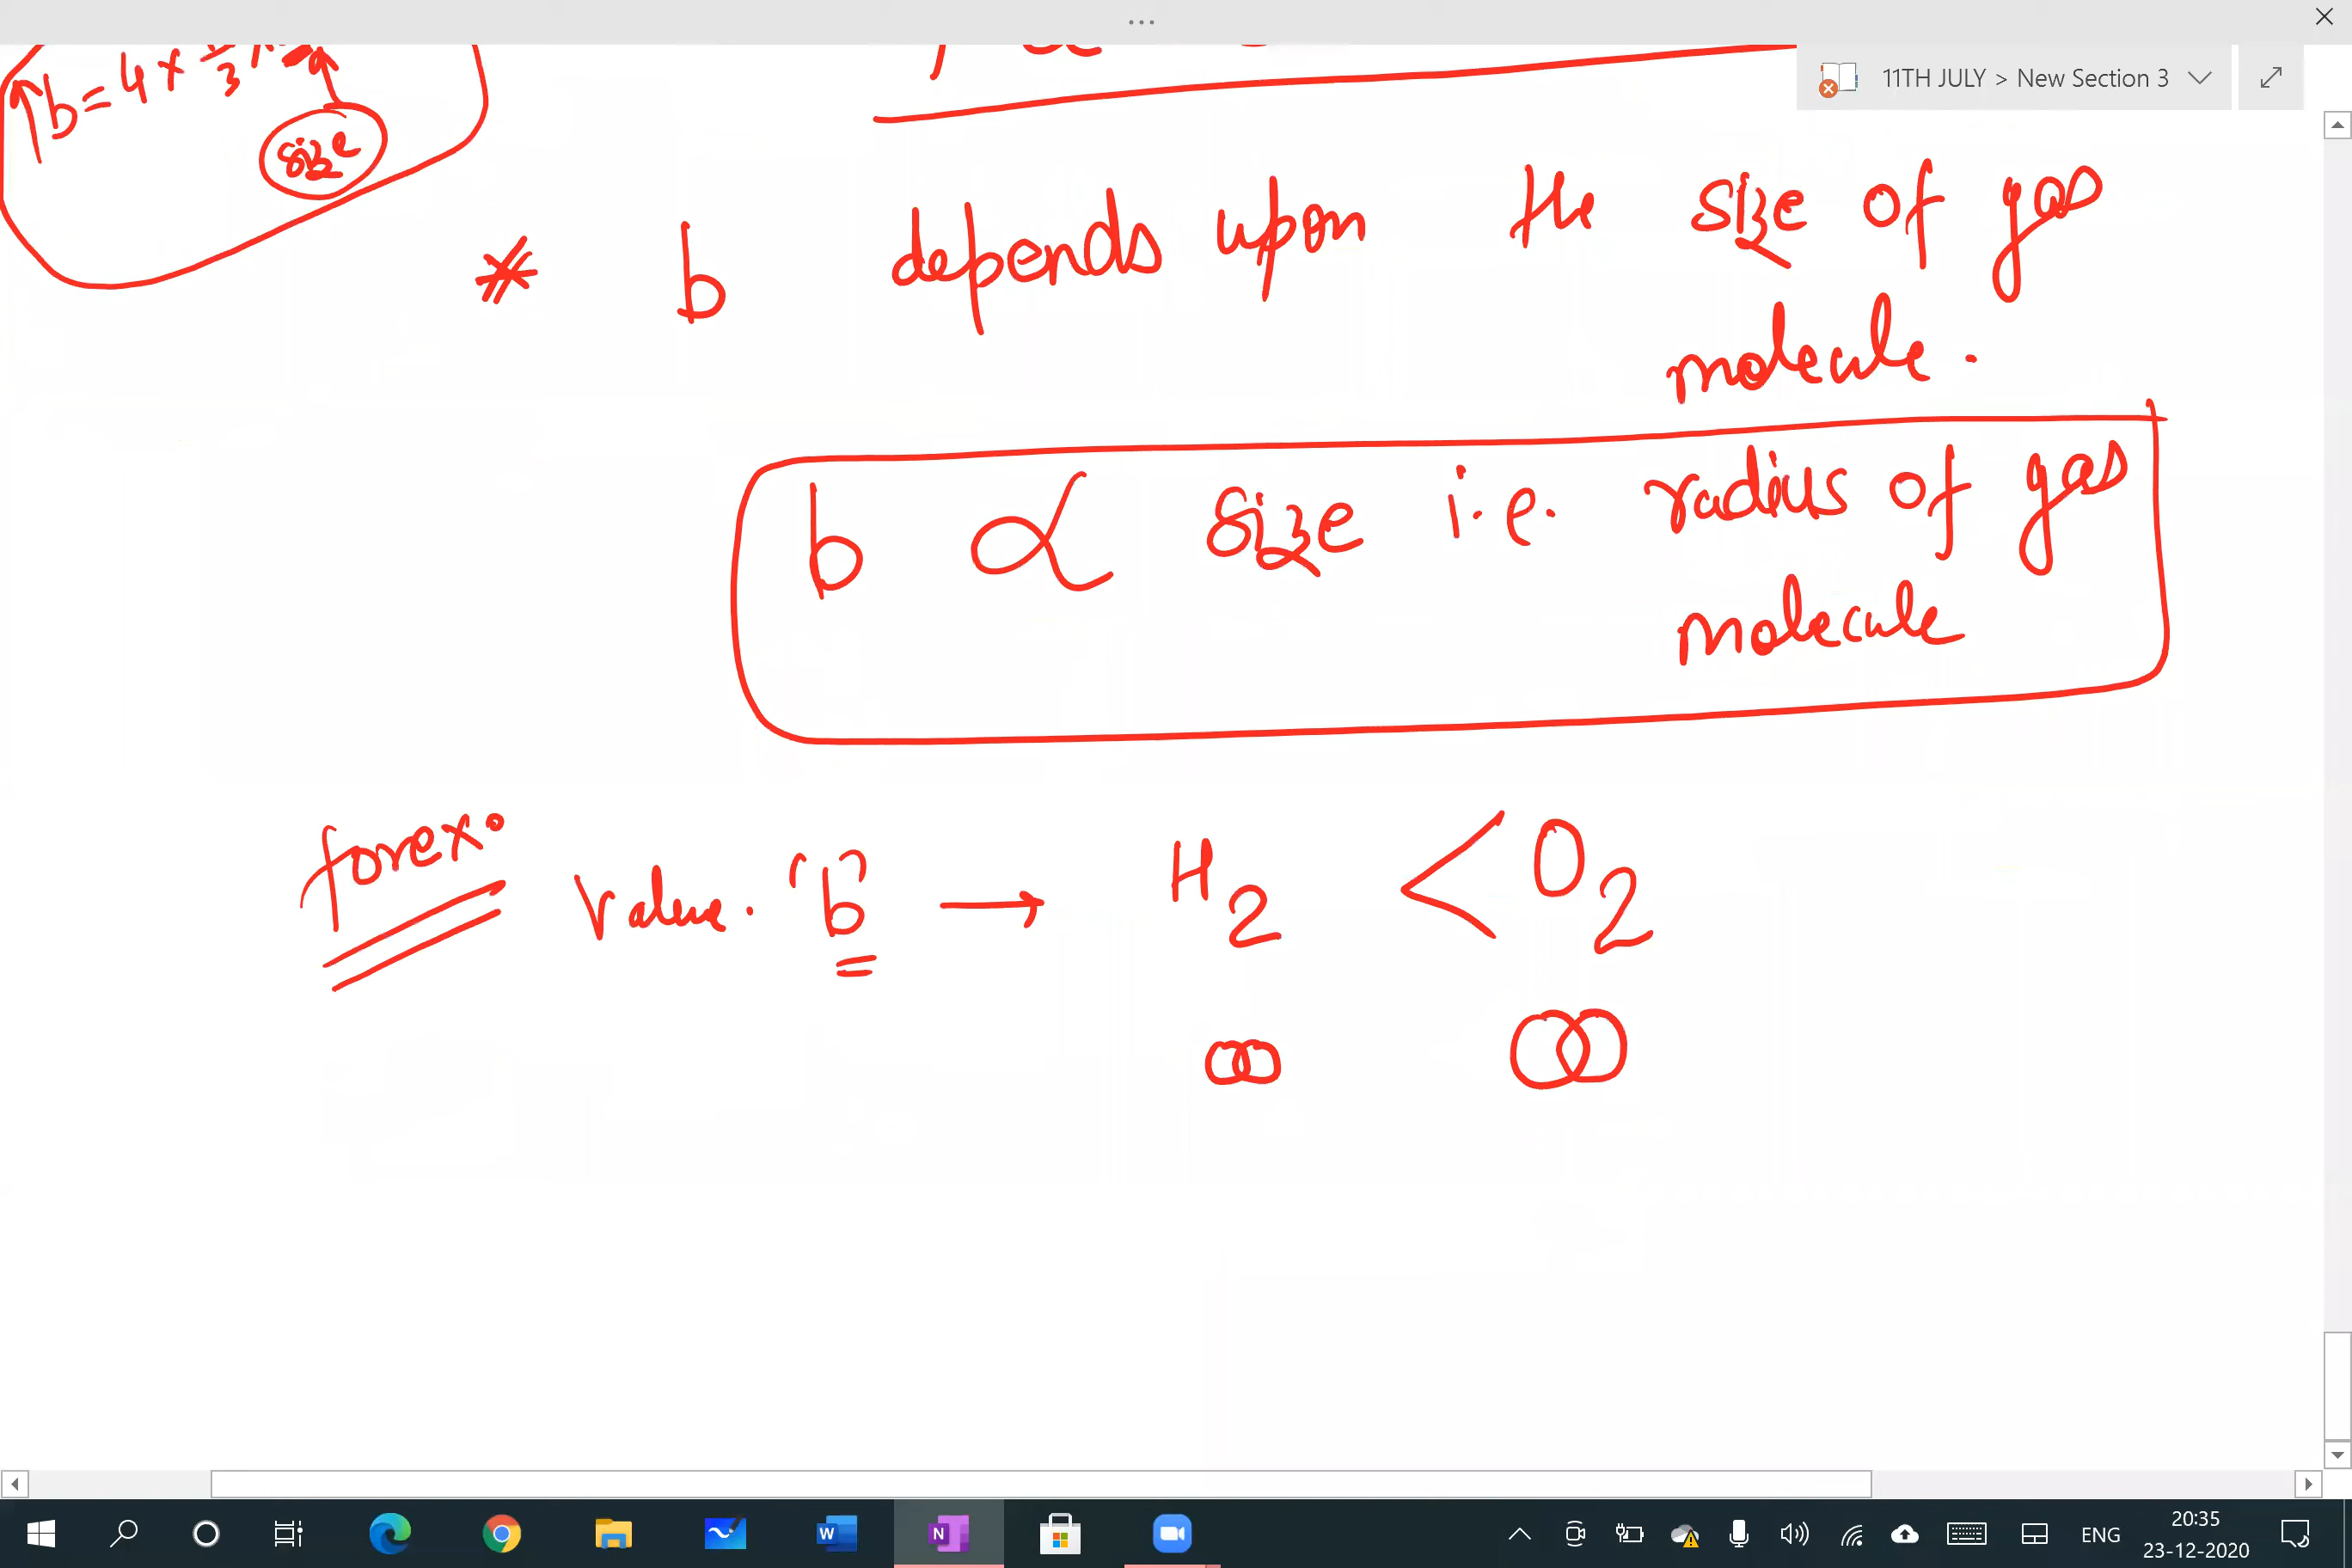 11TH JULY > New Section 3
b = 4 x
3
size
* b depends upon the size of gas
molecule.
b ∝ size i.e. radius of gas
molecule
forex:
Value. "b" → H2 < O2
ENG
20:35
23-12-2020